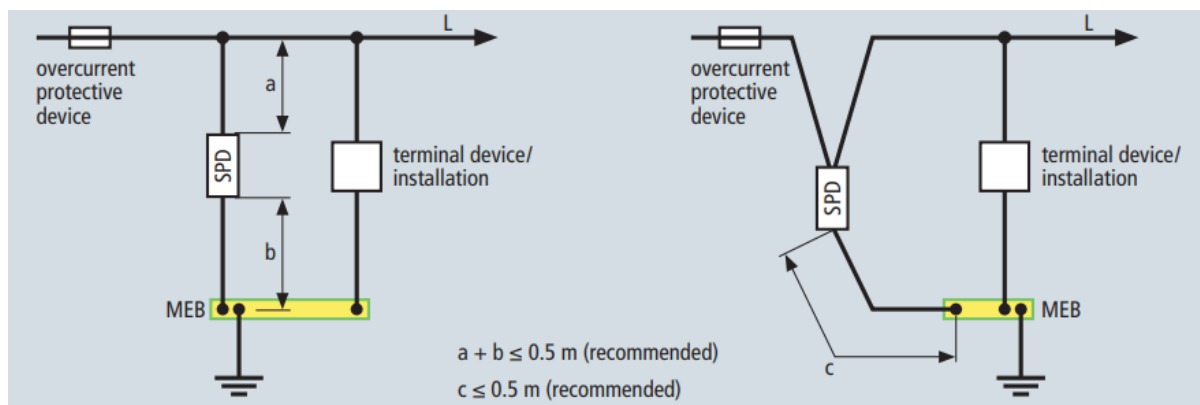 L
overcurrent
protective
device
a
SPD
terminal device/
installation
b
MEB
L
overcurrent
protective
device
SPD
terminal device/
installation
MEB
c
a + b ≤ 0.5 m (recommended)
c ≤ 0.5 m (recommended)